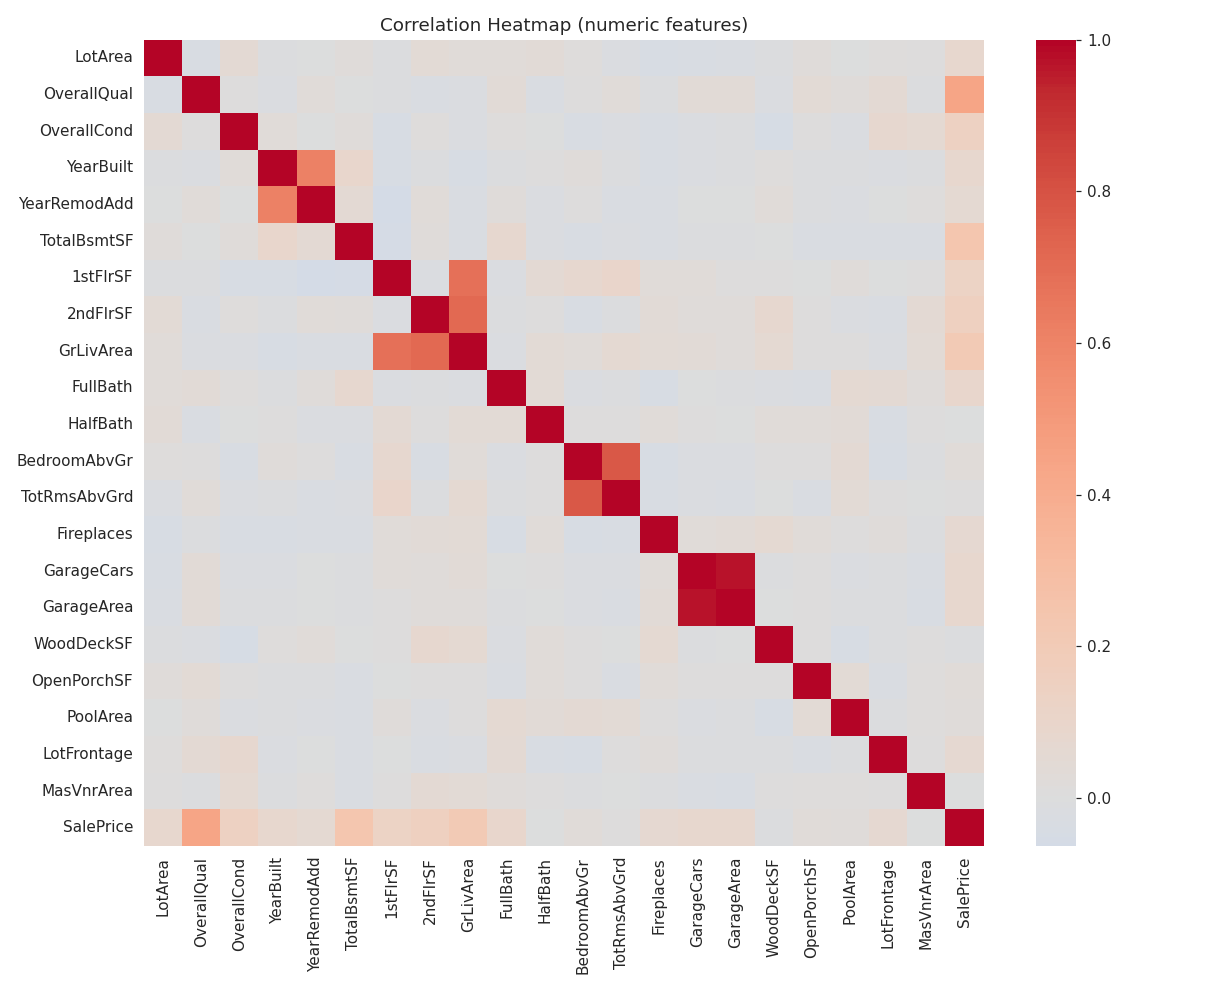 Correlation Heatmap (numeric features)
LotArea
OverallQual
OverallCond
YearBuilt
YearRemodAdd
TotalBsmtSF
1stFlrSF
2ndFlrSF
GrLivArea
FullBath
HalfBath
BedroomAbvGr
TotRmsAbvGrd
Fireplaces
GarageCars
GarageArea
WoodDeckSF
OpenPorchSF
PoolArea
LotFrontage
MasVnrArea
SalePrice
LotArea
OverallQual
OverallCond
YearBuilt
YearRemodAdd
TotalBsmtSF
1stFlrSF
2ndFlrSF
GrLivArea
FullBath
HalfBath
BedroomAbvGr
TotRmsAbvGrd
Fireplaces
GarageCars
GarageArea
WoodDeckSF
OpenPorchSF
PoolArea
LotFrontage
MasVnrArea
SalePrice
1.0
0.8
0.6
0.4
0.2
0.0